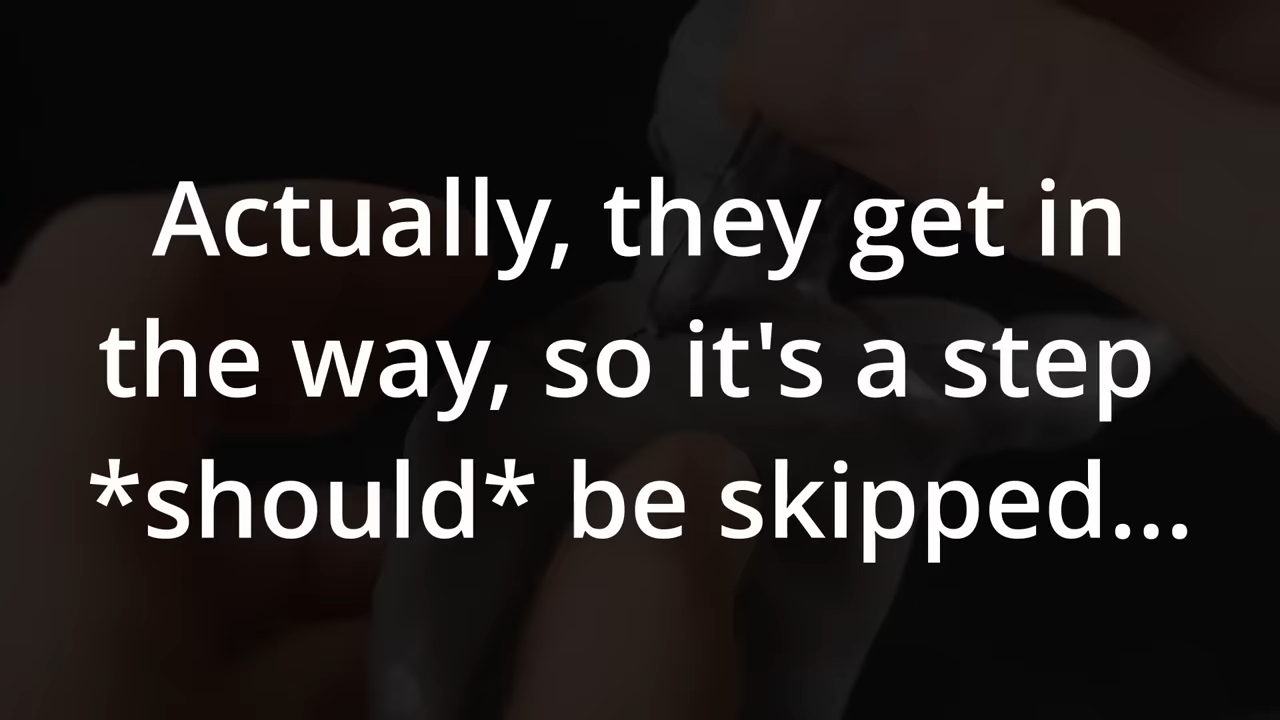 Actually, they get in
the way, so it's a step
*should* be skipped...